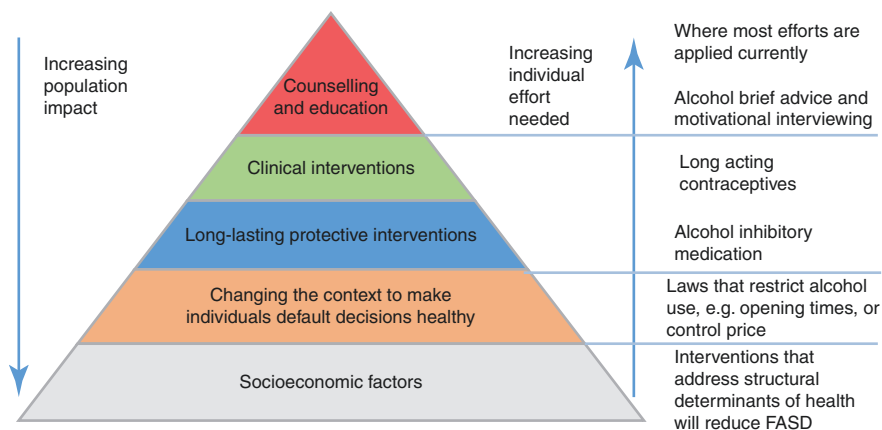 Increasing
population
impact
Counselling
and education
Clinical interventions
Long-lasting protective interventions
Changing the context to make
individuals default decisions healthy
Socioeconomic factors
Increasing
individual
effort
needed
Where most efforts are
applied currently
Alcohol brief advice and
motivational interviewing
Long acting
contraceptives
Alcohol inhibitory
medication
Laws that restrict alcohol
use, e.g. opening times, or
control price
Interventions that
address structural
determinants of health
will reduce FASD